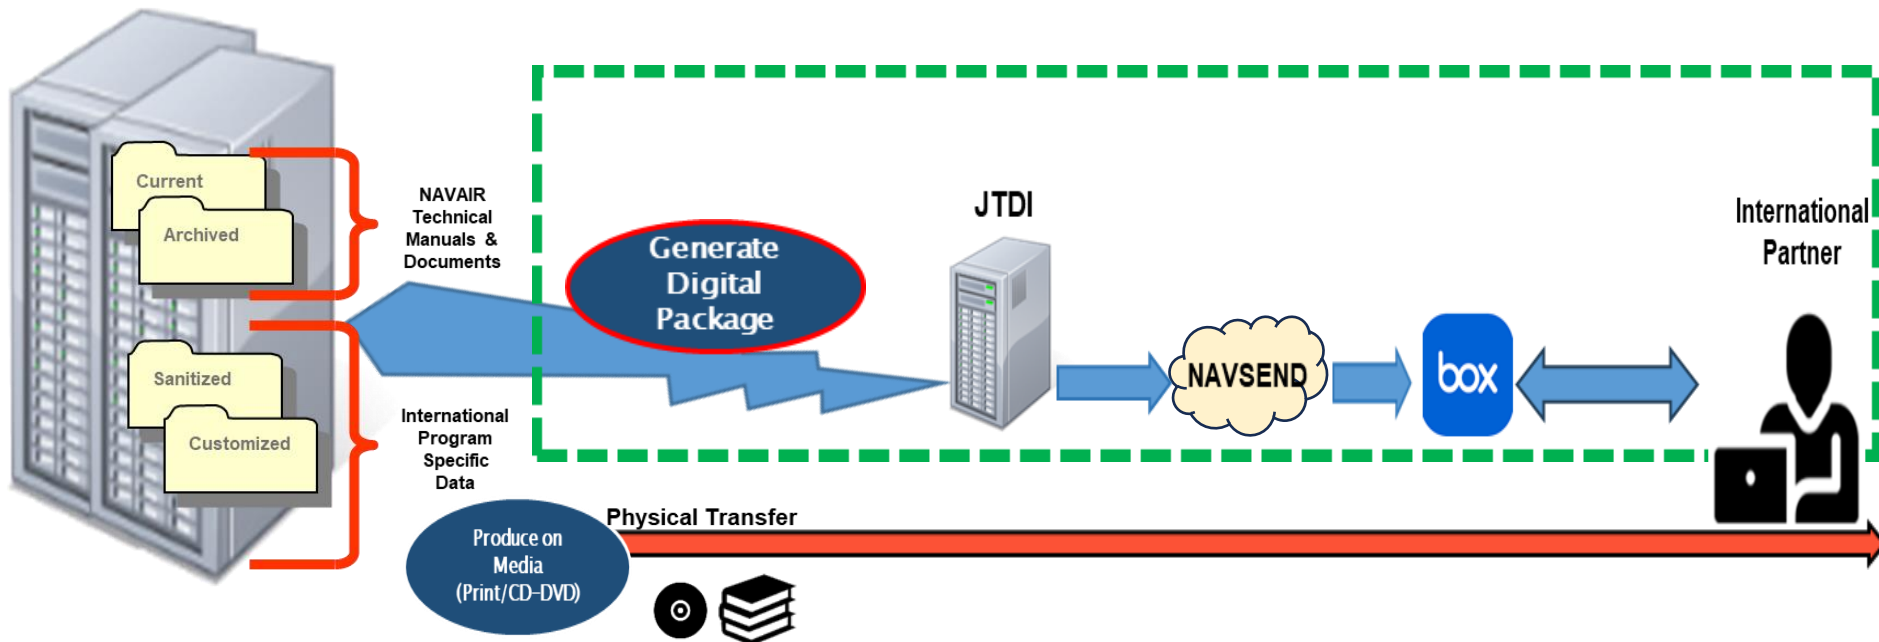 Current
Archived
NAVAIR
Technical
Manuals &
Documents
Sanitized
Customized
International
Program
Specific
Data
Generate
Digital
Package
JTDI
NAVSEND
box
International
Partner
Physical Transfer
Produce on
Media
(Print/CD-DVD)